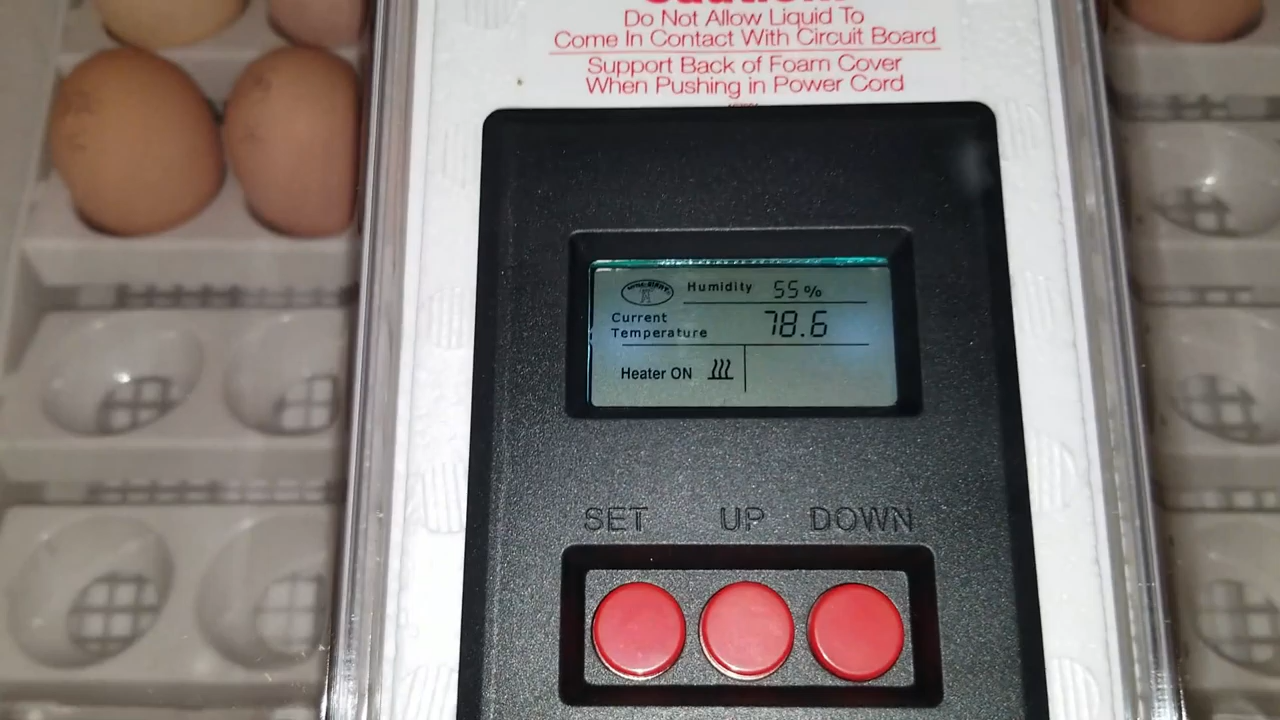 Caution:
Do Not Allow Liquid To
Come In Contact With Circuit Board
Support Back of Foam Cover
When Pushing in Power Cord
Humidity 55%
Current
Temperature 78.6
Heater ON
SET UP DOWN